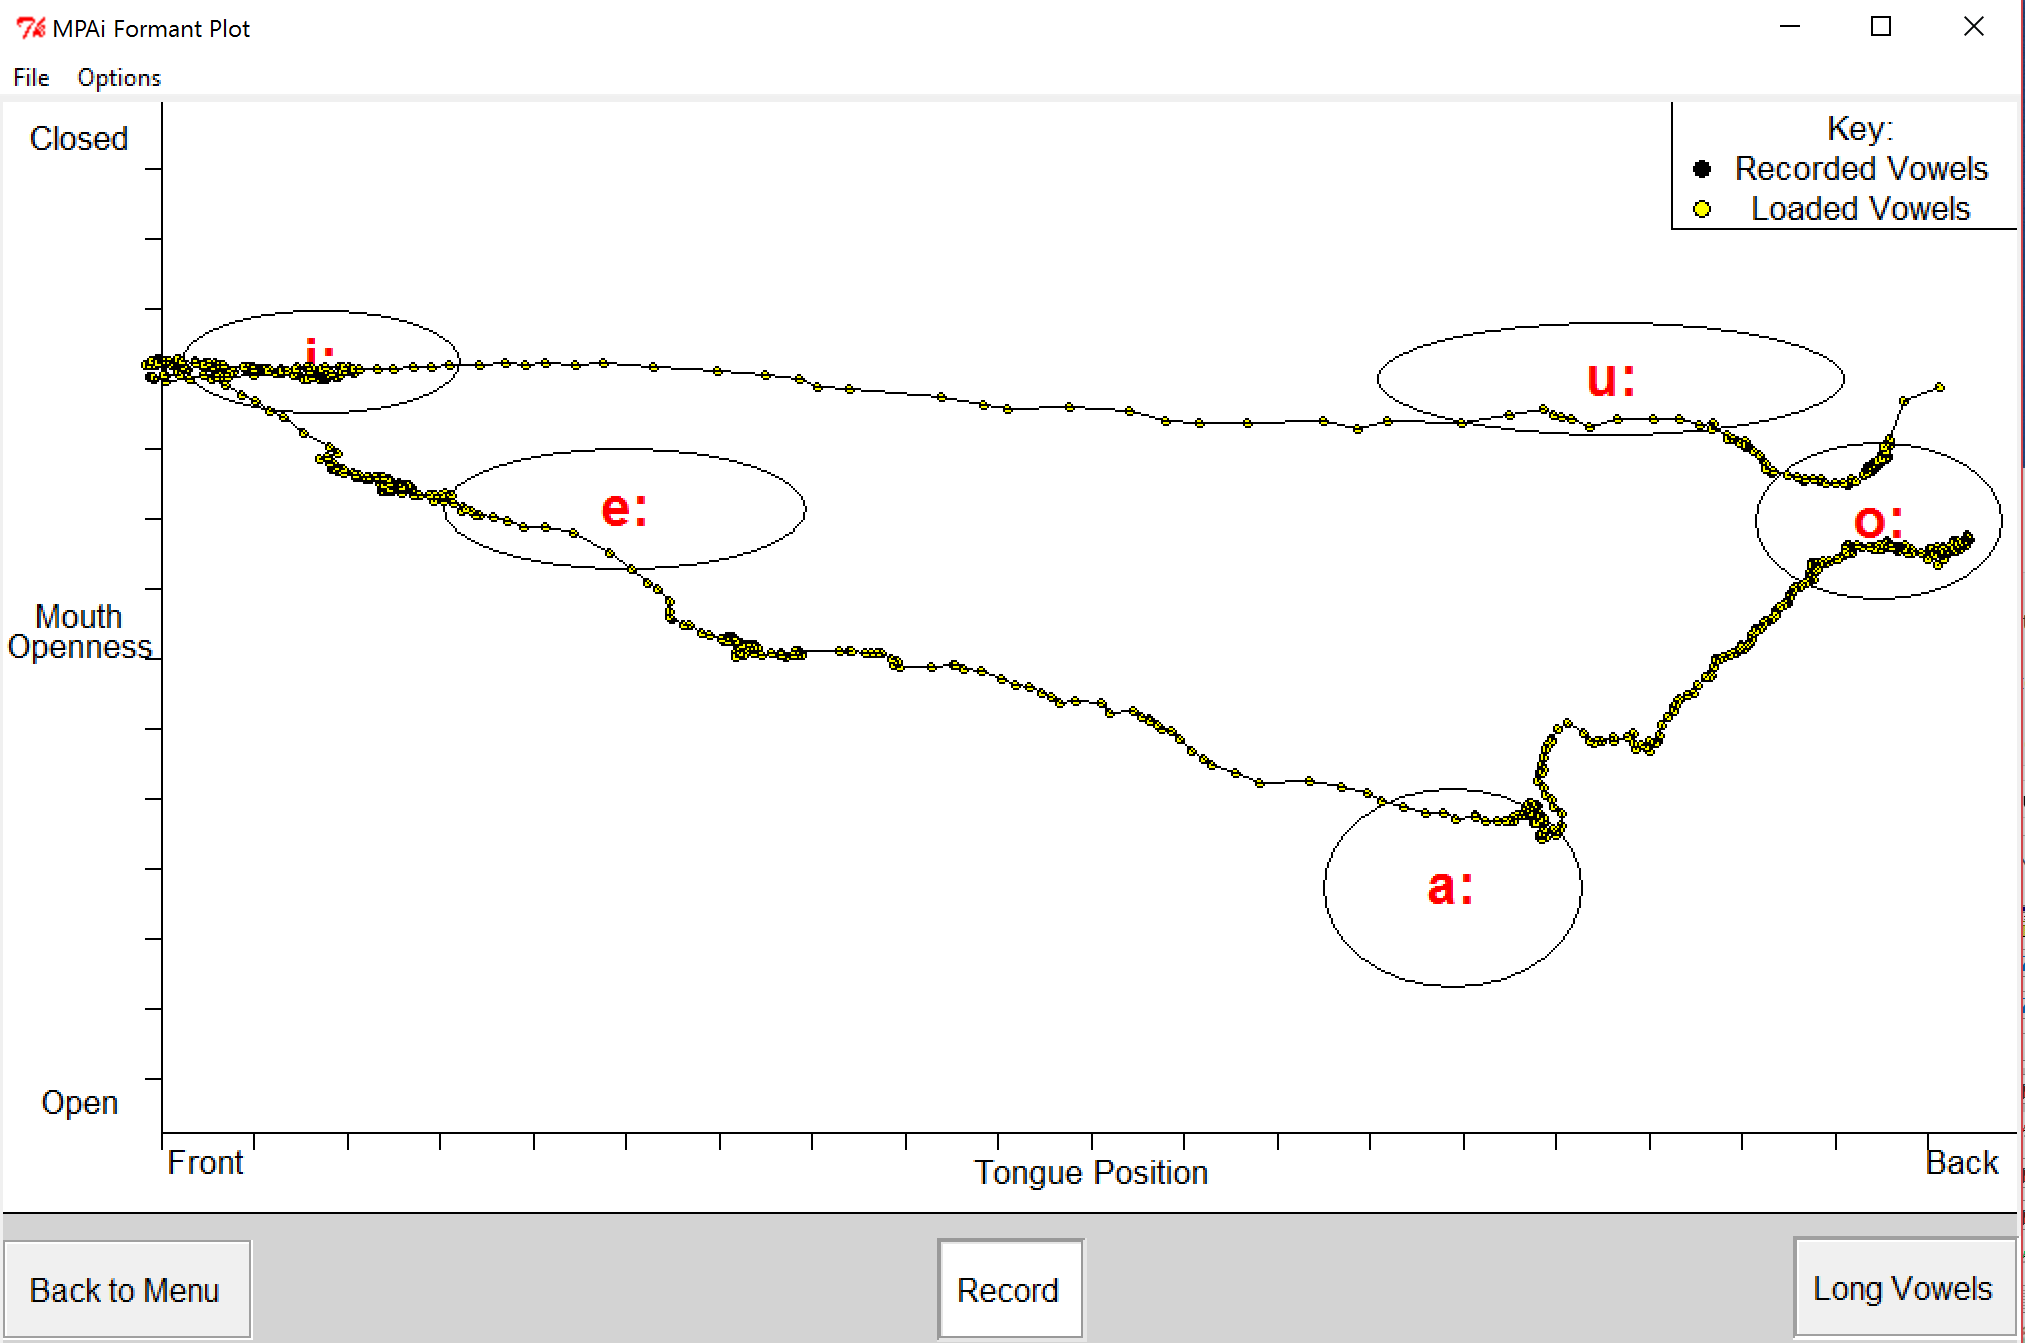 MPAi Formant Plot
File Options
Closed
Key:
Recorded Vowels
Loaded Vowels
i:
u:
e:
o:
Mouth
Openness
a:
Open
Front
Tongue Position
Back
Back to Menu
Record
Long Vowels